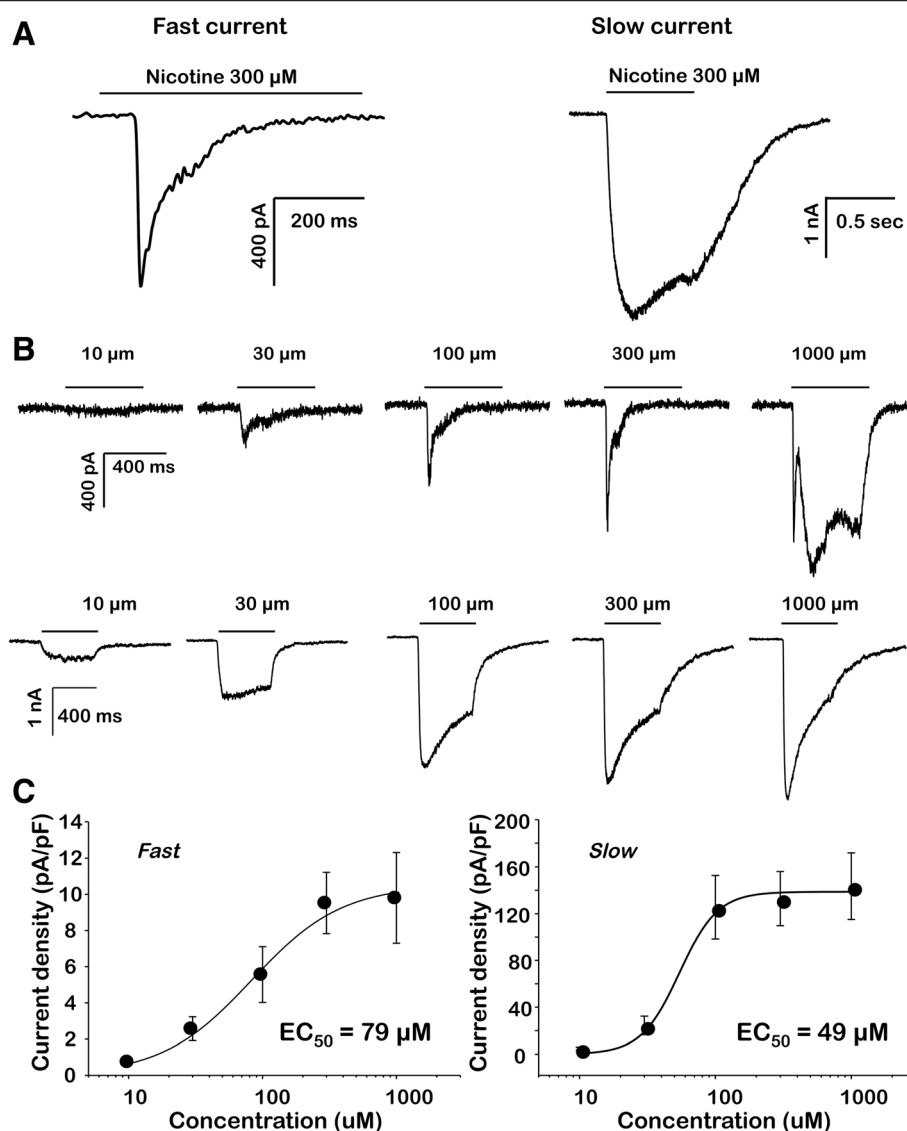 A
Fast current
Slow current
Nicotine 300 µM
Nicotine 300 µM
400 pA
200 ms
1 nA
0.5 sec
B
10 µm
30 µm
100 µm
300 µm
1000 µm
400 pA
400 ms
10 µm
30 µm
100 µm
300 µm
1000 µm
1 nA
400 ms
C
Current density (pA/pF)
14
12
10
8
6
4
2
0
Fast
EC50 = 79 µM
10
100
1000
Concentration (uM)
Current density (pA/pF)
200
160
120
80
40
0
Slow
EC50 = 49 µM
10
100
1000
Concentration (uM)